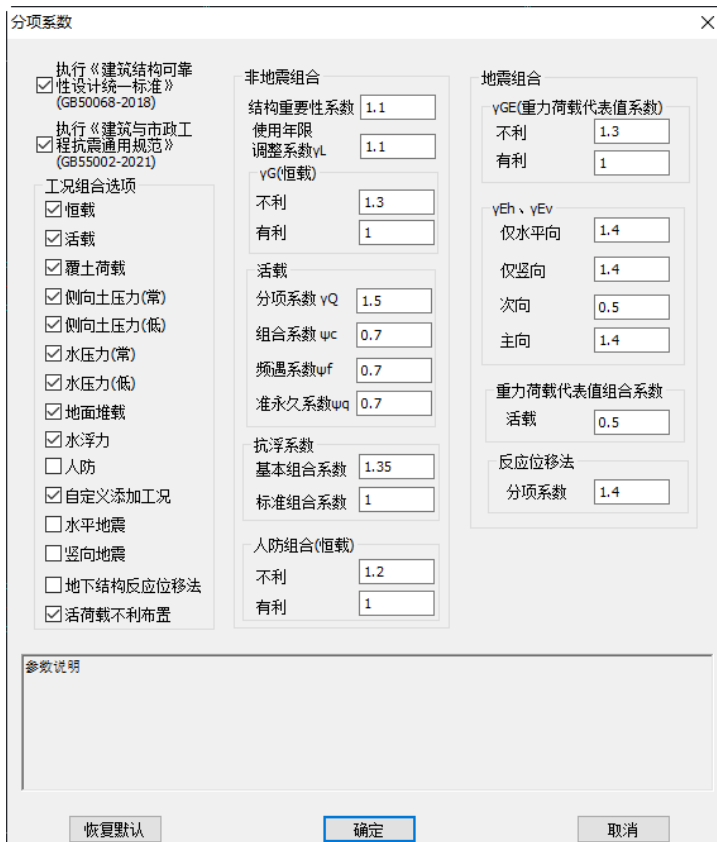 分项系数
执行《建筑结构可靠
性设计统一标准》
(GB50068-2018)
执行《建筑与市政工
程抗震通用规范》
(GB55002-2021)
工况组合选项
恒载
活载
覆土荷载
侧向土压力(常)
侧向土压力(低)
水压力(常)
水压力(低)
地面堆载
水浮力
人防
自定义添加工况
水平地震
竖向地震
地下结构反应位移法
活荷载不利布置
非地震组合
结构重要性系数 1.1
使用年限
调整系数γL 1.1
γG(恒载)
不利 1.3
有利 1
活载
分项系数 γQ 1.5
组合系数 ψc 0.7
频遇系数ψf 0.7
准永久系数ψq 0.7
抗浮系数
基本组合系数 1.35
标准组合系数 1
人防组合(恒载)
不利 1.2
有利 1
地震组合
γGE(重力荷载代表值系数)
不利 1.3
有利 1
γEh、γEv
仅水平向 1.4
仅竖向 1.4
次向 0.5
主向 1.4
重力荷载代表值组合系数
活载 0.5
反应位移法
分项系数 1.4
参数说明
恢复默认 确定 取消